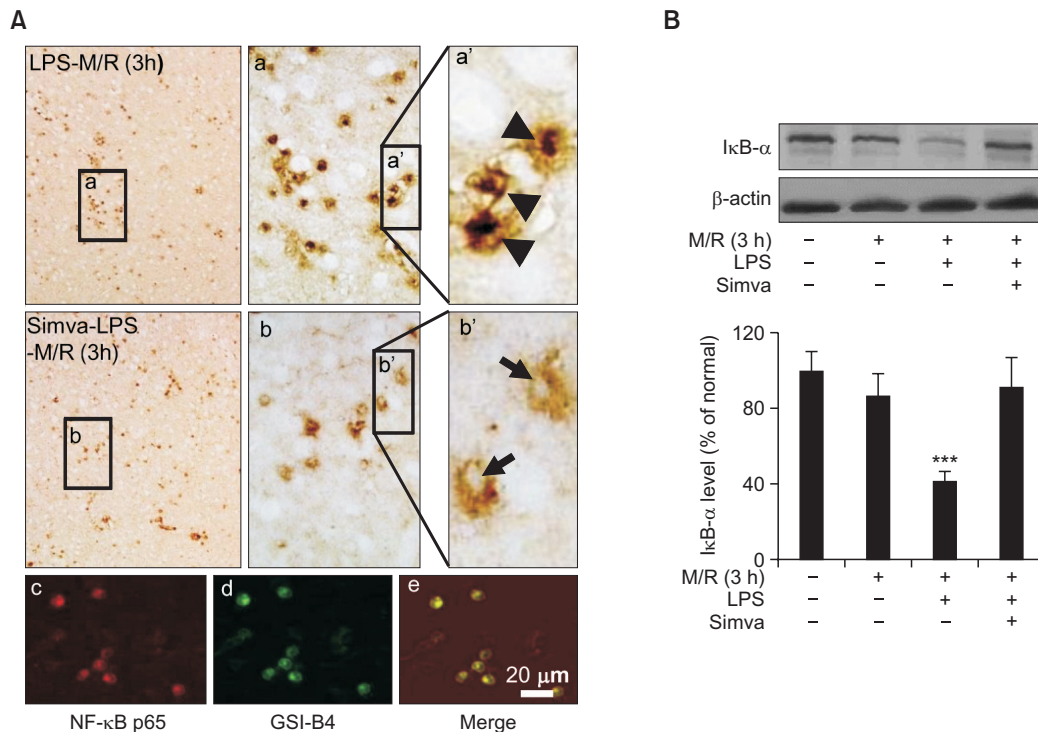 A
LPS-M/R (3h)
a
a
a'
a'
Simva-LPS
-M/R (3h)
b
b
b'
b'
c
d
e
20 μm
NF-κB p65
GSI-B4
Merge
B
IκB-α
β-actin
M/R (3 h) – + + +
LPS – – + +
Simva – – – +
IκB-α level (% of normal)
120
80
40
0
***
M/R (3 h) – + + +
LPS – – + +
Simva – – – +